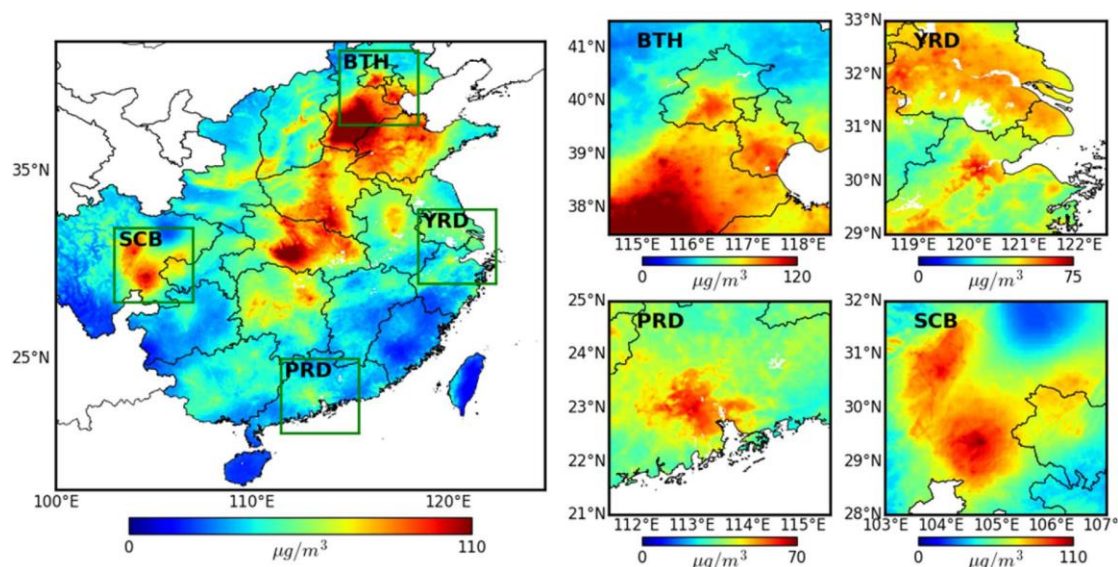 BTH
YRD
SCB
PRD
35°N
25°N
100°E 110°E 120°E
0 110
μg/m³
BTH
41°N
40°N
39°N
38°N
115°E 116°E 117°E 118°E
0 120
μg/m³
YRD
33°N
32°N
31°N
30°N
29°N
119°E 120°E 121°E 122°E
0 75
μg/m³
PRD
25°N
24°N
23°N
22°N
21°N
112°E 113°E 114°E 115°E
0 70
μg/m³
SCB
32°N
31°N
30°N
29°N
28°N
103°E 104°E 105°E 106°E 107°E
0 110
μg/m³